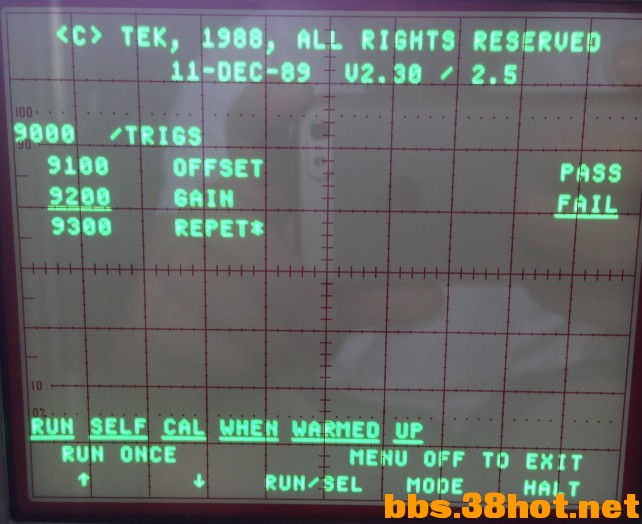 <C> TEK, 1988, ALL RIGHTS RESERVED
11-DEC-89 V2.30 / 2.5
100
9000 /TRIGS
90
9100 OFFSET PASS
9200 GAIN FAIL
9300 REPET*
10
0%
RUN SELF CAL WHEN WARMED UP
RUN ONCE MENU OFF TO EXIT
↑ ↓ RUN/SEL MODE HALT
bbs.38hot.net